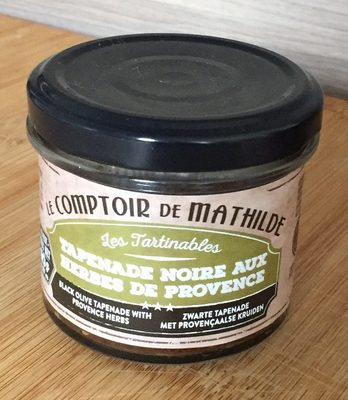 LE COMPTOIR DE MATHILDE
Les Tartinables
TAPENADE NOIRE AUX
HERBES DE PROVENCE
BLACK OLIVE TAPENADE WITH
PROVENCE HERBS
ZWARTE TAPENADE
MET PROVENÇAALSE KRUIDEN